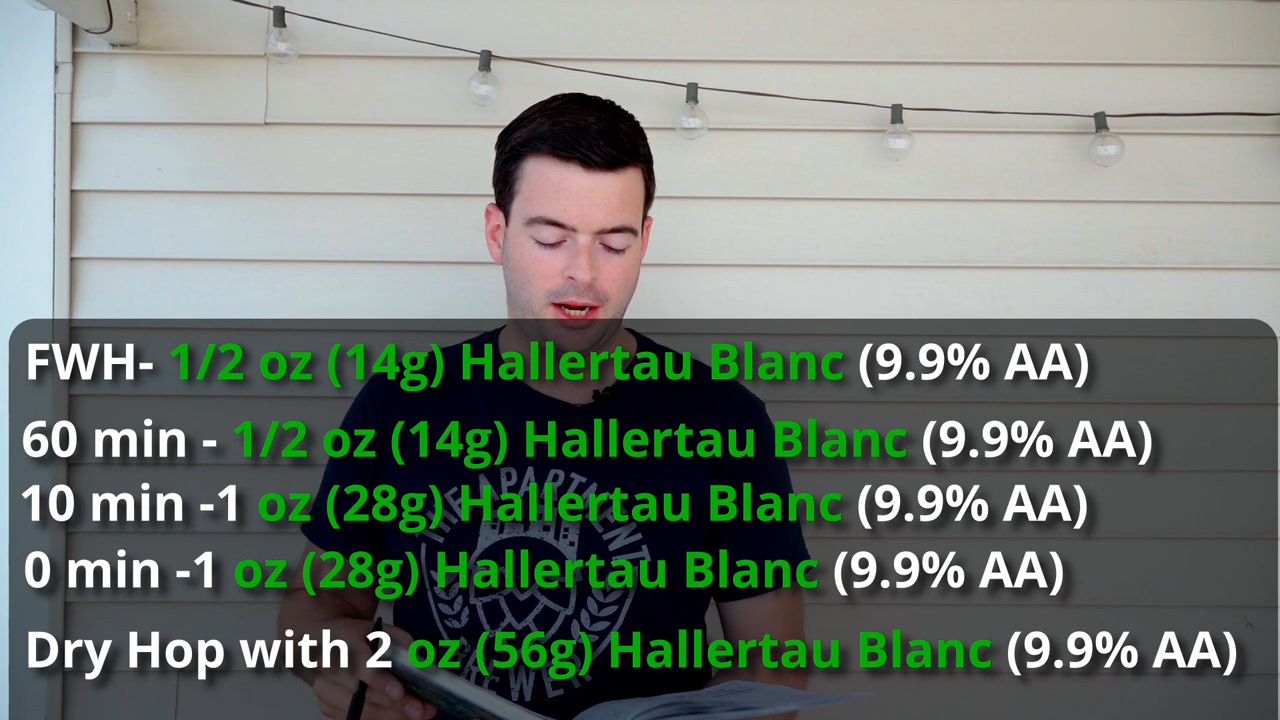 FWH- 1/2 oz (14g) Hallertau Blanc (9.9% AA)
60 min - 1/2 oz (14g) Hallertau Blanc (9.9% AA)
10 min -1 oz (28g) Hallertau Blanc (9.9% AA)
0 min -1 oz (28g) Hallertau Blanc (9.9% AA)
Dry Hop with 2 oz (56g) Hallertau Blanc (9.9% AA)
THE APARTMENT